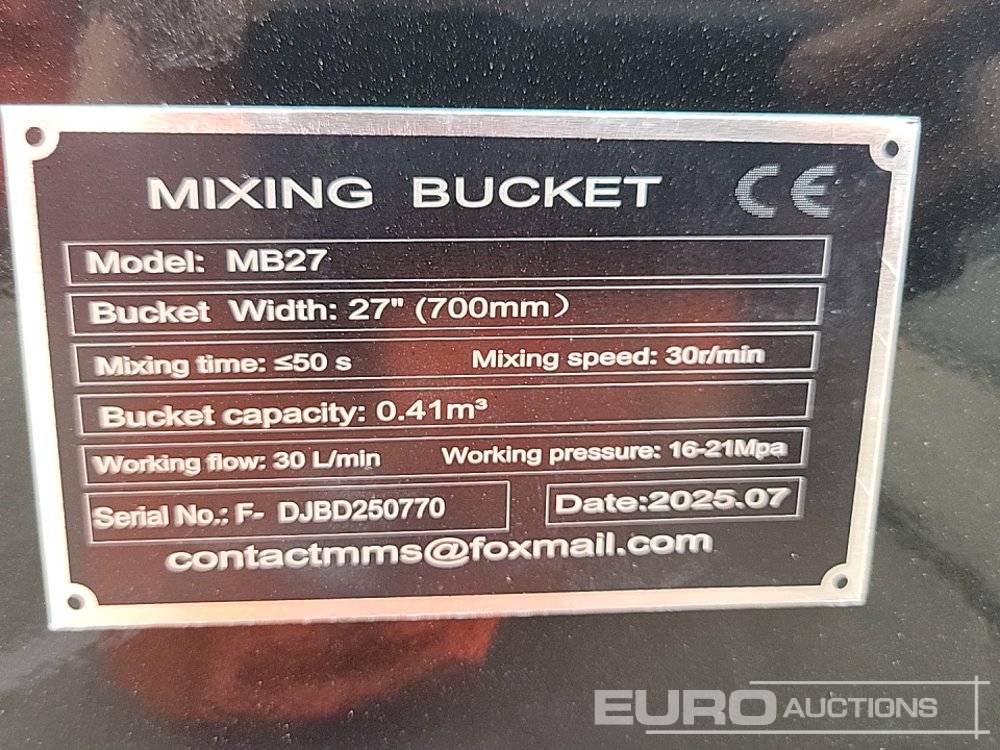 MIXING BUCKET CE
Model: MB27
Bucket Width: 27" (700mm）
Mixing time: ≤50 s Mixing speed: 30r/min
Bucket capacity: 0.41m³
Working flow: 30 L/min Working pressure: 16-21Mpa
Serial No.: F- DJBD250770 Date:2025.07
contactmms@foxmail.com
EURO AUCTIONS